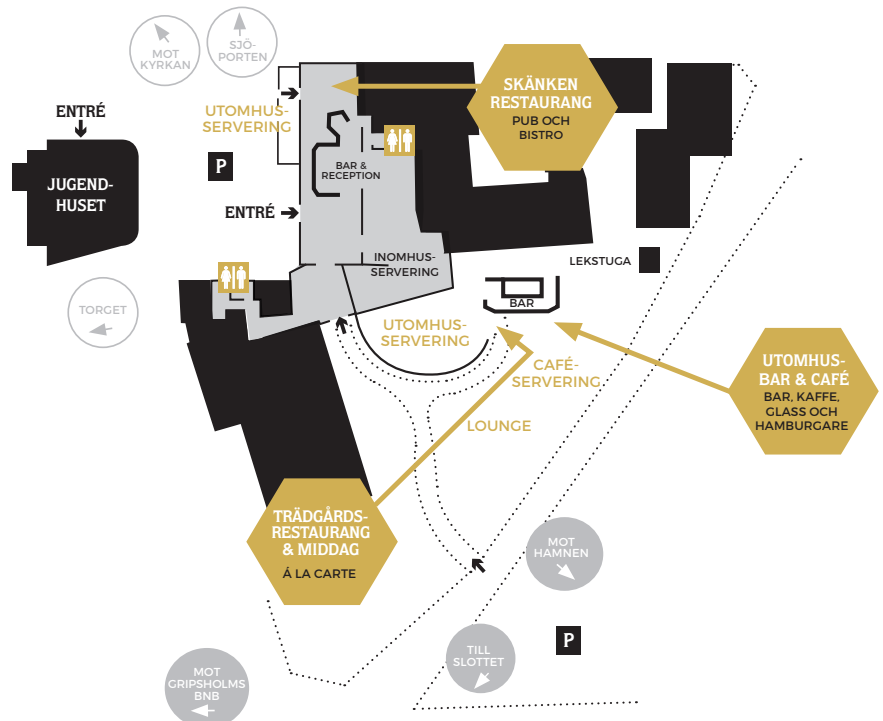 MOT
KYRKAN
SJÖ-
PORTEN
SKÄNKEN
RESTAURANG
PUB OCH
BISTRO
ENTRÉ
UTOMHUS-
SERVERING
P
BAR &
RECEPTION
JUGEND-
HUSET
ENTRÉ
INOMHUS-
SERVERING
LEKSTUGA
TORGET
BAR
UTOMHUS-
SERVERING
CAFÉ-
SERVERING
UTOMHUS-
BAR & CAFÉ
BAR, KAFFE,
GLASS OCH
HAMBURGARE
LOUNGE
TRÄDGÅRDS-
RESTAURANG
& MIDDAG
Á LA CARTE
MOT
HAMNEN
P
TILL
SLOTTET
MOT
GRIPSHOLMS
BNB